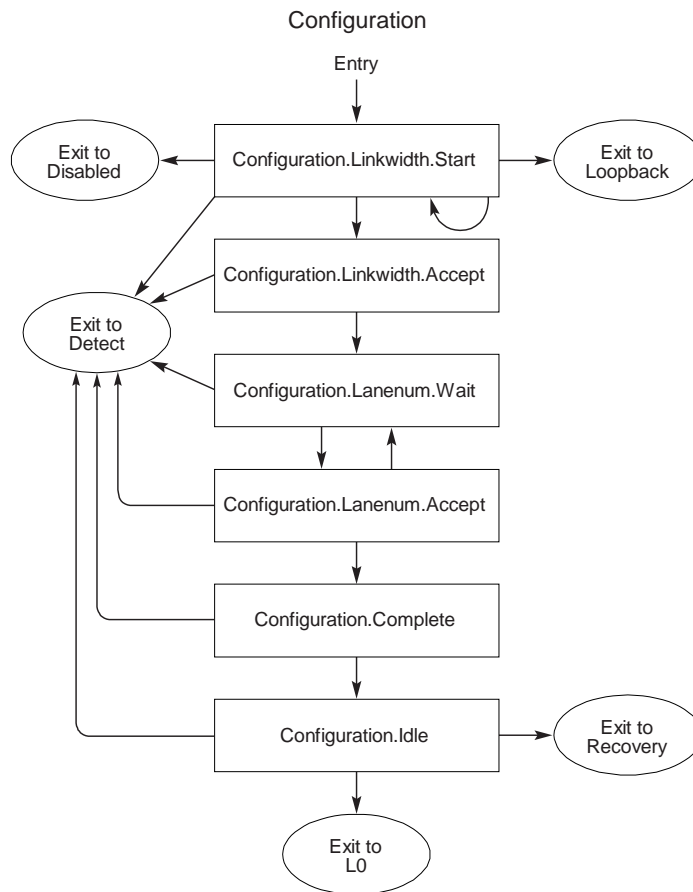 Configuration
Entry
Exit to
Disabled
Configuration.Linkwidth.Start
Exit to
Loopback
Configuration.Linkwidth.Accept
Exit to
Detect
Configuration.Lanenum.Wait
Configuration.Lanenum.Accept
Configuration.Complete
Configuration.Idle
Exit to
Recovery
Exit to
L0